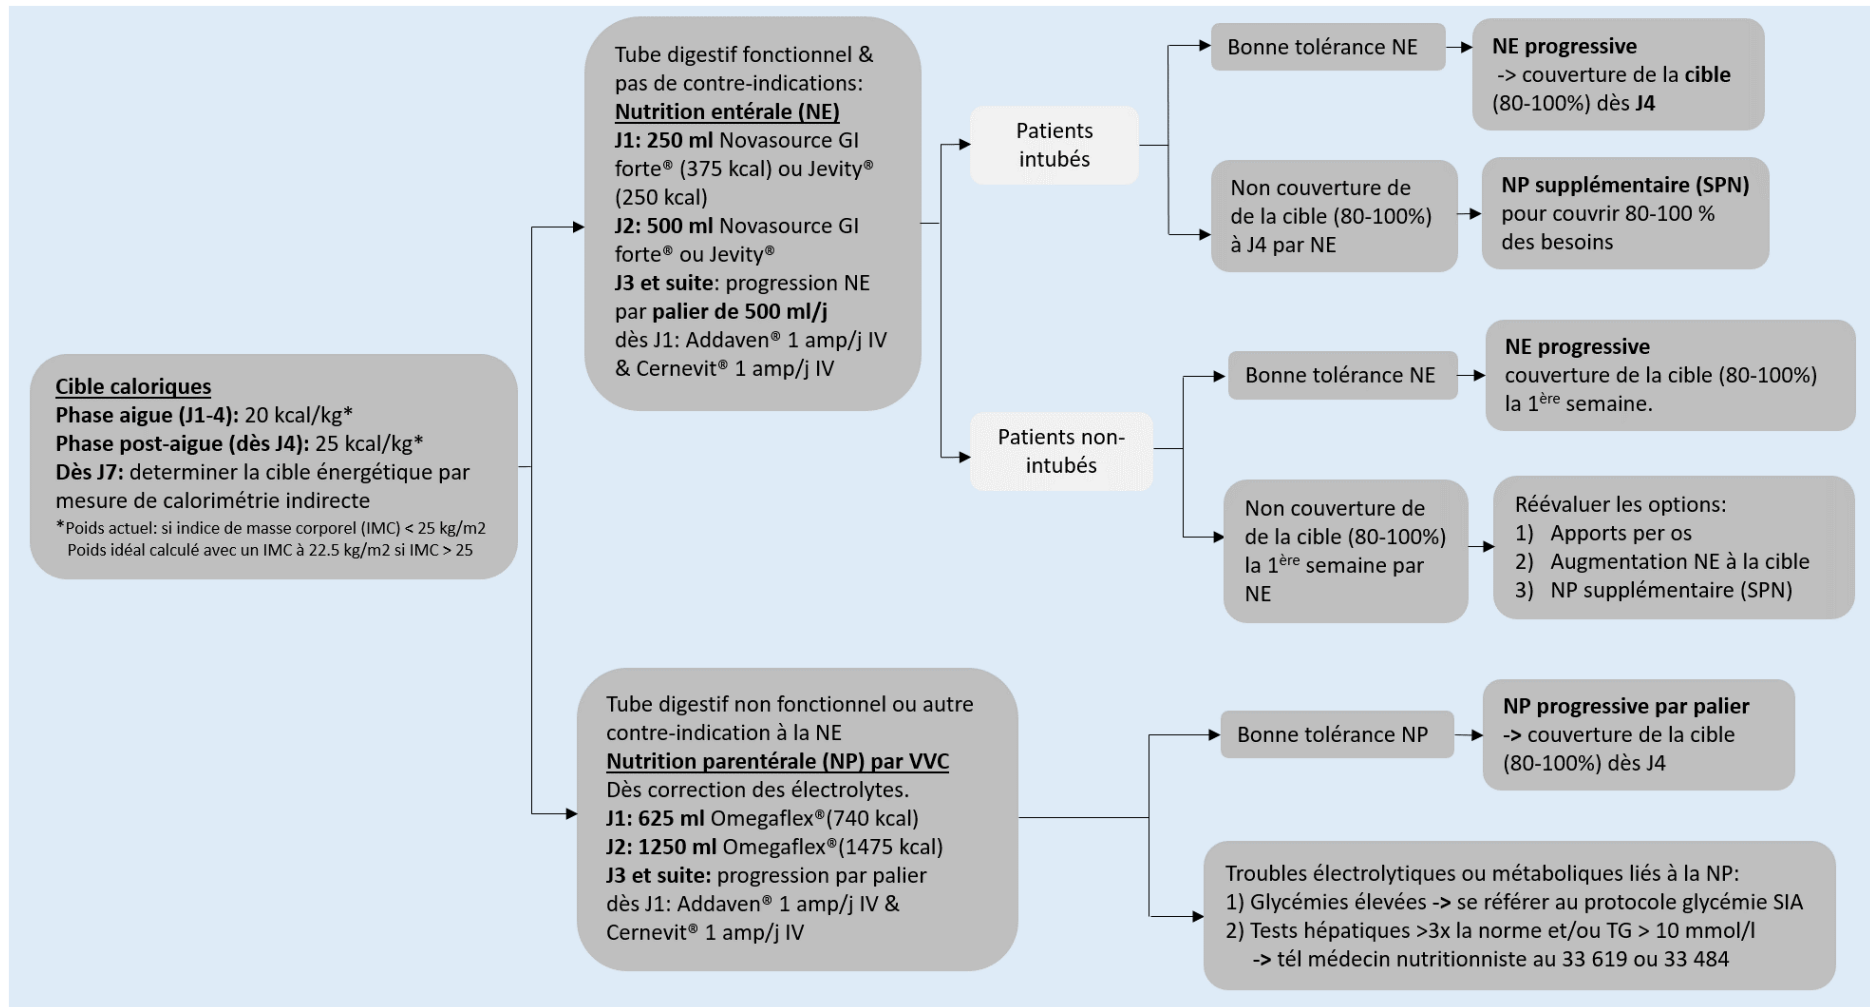 Cible caloriques
Phase aigue (J1-4): 20 kcal/kg*
Phase post-aigue (dès J4): 25 kcal/kg*
Dès J7: determiner la cible énergétique par
mesure de calorimétrie indirecte
*Poids actuel: si indice de masse corporel (IMC) < 25 kg/m2
Poids idéal calculé avec un IMC à 22.5 kg/m2 si IMC > 25
Tube digestif fonctionnel &
pas de contre-indications:
Nutrition entérale (NE)
J1: 250 ml Novasource GI
forte® (375 kcal) ou Jevity®
(250 kcal)
J2: 500 ml Novasource GI
forte® ou Jevity®
J3 et suite: progression NE
par palier de 500 ml/j
dès J1: Addaven® 1 amp/j IV
& Cernevit® 1 amp/j IV
Patients
intubés
Bonne tolérance NE
NE progressive
-> couverture de la cible
(80-100%) dès J4
Non couverture de
de la cible (80-100%)
à J4 par NE
NP supplémentaire (SPN)
pour couvrir 80-100 %
des besoins
Patients non-
intubés
Bonne tolérance NE
NE progressive
couverture de la cible (80-100%)
la 1ère semaine.
Non couverture de
de la cible (80-100%)
la 1ère semaine par
NE
Réévaluer les options:
1) Apports per os
2) Augmentation NE à la cible
3) NP supplémentaire (SPN)
Tube digestif non fonctionnel ou autre
contre-indication à la NE
Nutrition parentérale (NP) par VVC
Dès correction des électrolytes.
J1: 625 ml Omegaflex®(740 kcal)
J2: 1250 ml Omegaflex®(1475 kcal)
J3 et suite: progression par palier
dès J1: Addaven® 1 amp/j IV &
Cernevit® 1 amp/j IV
Bonne tolérance NP
NP progressive par palier
-> couverture de la cible
(80-100%) dès J4
Troubles électrolytiques ou métaboliques liés à la NP:
1) Glycémies élevées -> se référer au protocole glycémie SIA
2) Tests hépatiques >3x la norme et/ou TG > 10 mmol/l
-> tél médecin nutritionniste au 33 619 ou 33 484